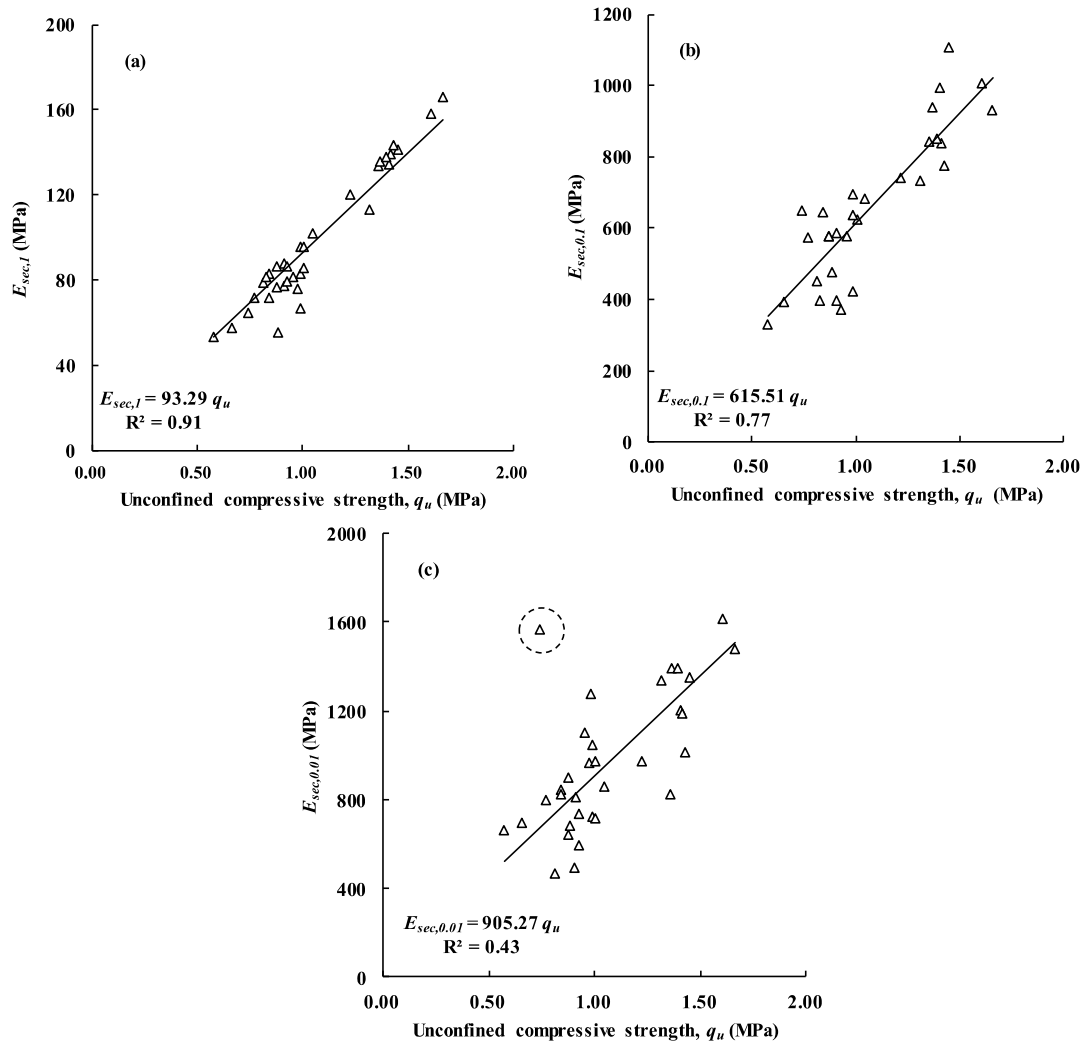 (a)
200
160
120
80
40
0
E_sec,1 (MPa)
0.00 0.50 1.00 1.50 2.00
Unconfined compressive strength, q_u (MPa)
E_sec,1 = 93.29 q_u
R² = 0.91
(b)
1200
1000
800
600
400
200
0
E_sec,0.1 (MPa)
0.00 0.50 1.00 1.50 2.00
Unconfined compressive strength, q_u (MPa)
E_sec,0.1 = 615.51 q_u
R² = 0.77
(c)
2000
1600
1200
800
400
0
E_sec,0.01 (MPa)
0.00 0.50 1.00 1.50 2.00
Unconfined compressive strength, q_u (MPa)
E_sec,0.01 = 905.27 q_u
R² = 0.43